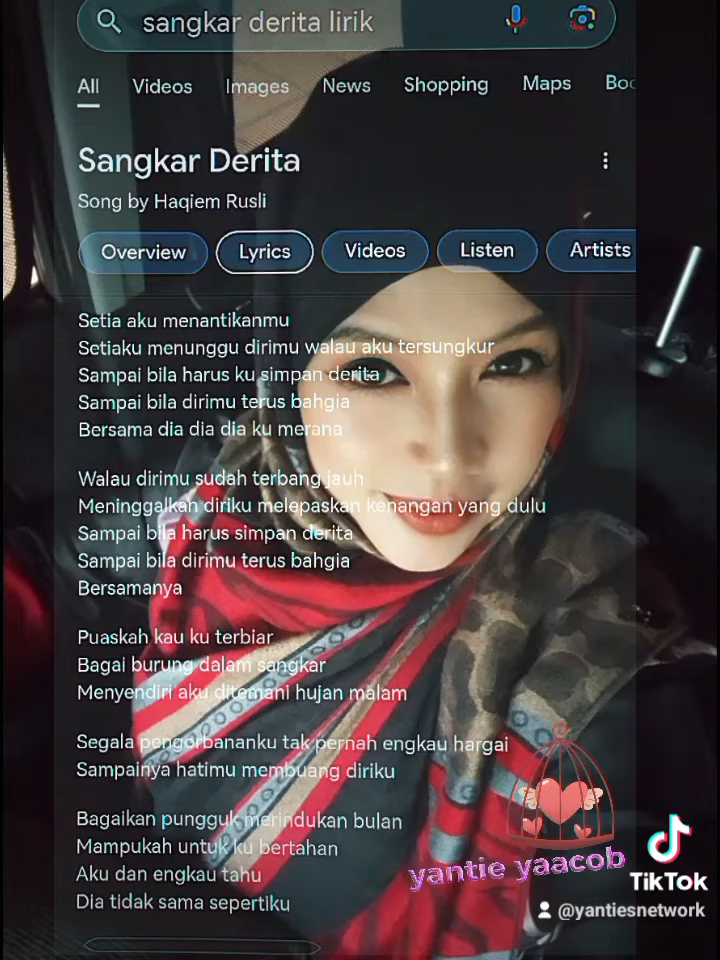 sangkar derita lirik
All Videos Images News Shopping Maps Boo
Sangkar Derita
Song by Haqiem Rusli
Overview Lyrics Videos Listen Artists
Setia aku menantikanmu
Setiaku menunggu dirimu walau aku tersungkur
Sampai bila harus ku simpan derita
Sampai bila dirimu terus bahgia
Bersama dia dia dia ku merana
Walau dirimu sudah terbang jauh
Meninggalkan diriku melepaskan kenangan yang dulu
Sampai bila harus simpan derita
Sampai bila dirimu terus bahgia
Bersamanya
Puaskah kau ku terbiar
Bagai burung dalam sangkar
Menyendiri aku ditemani hujan malam
Segala pengorbananku tak pernah engkau hargai
Sampainya hatimu membuang diriku
Bagaikan pungguk merindukan bulan
Mampukah untuk ku bertahan
Aku dan engkau tahu
Dia tidak sama sepertiku
yantie yaacob
TikTok
@yantiesnetwork